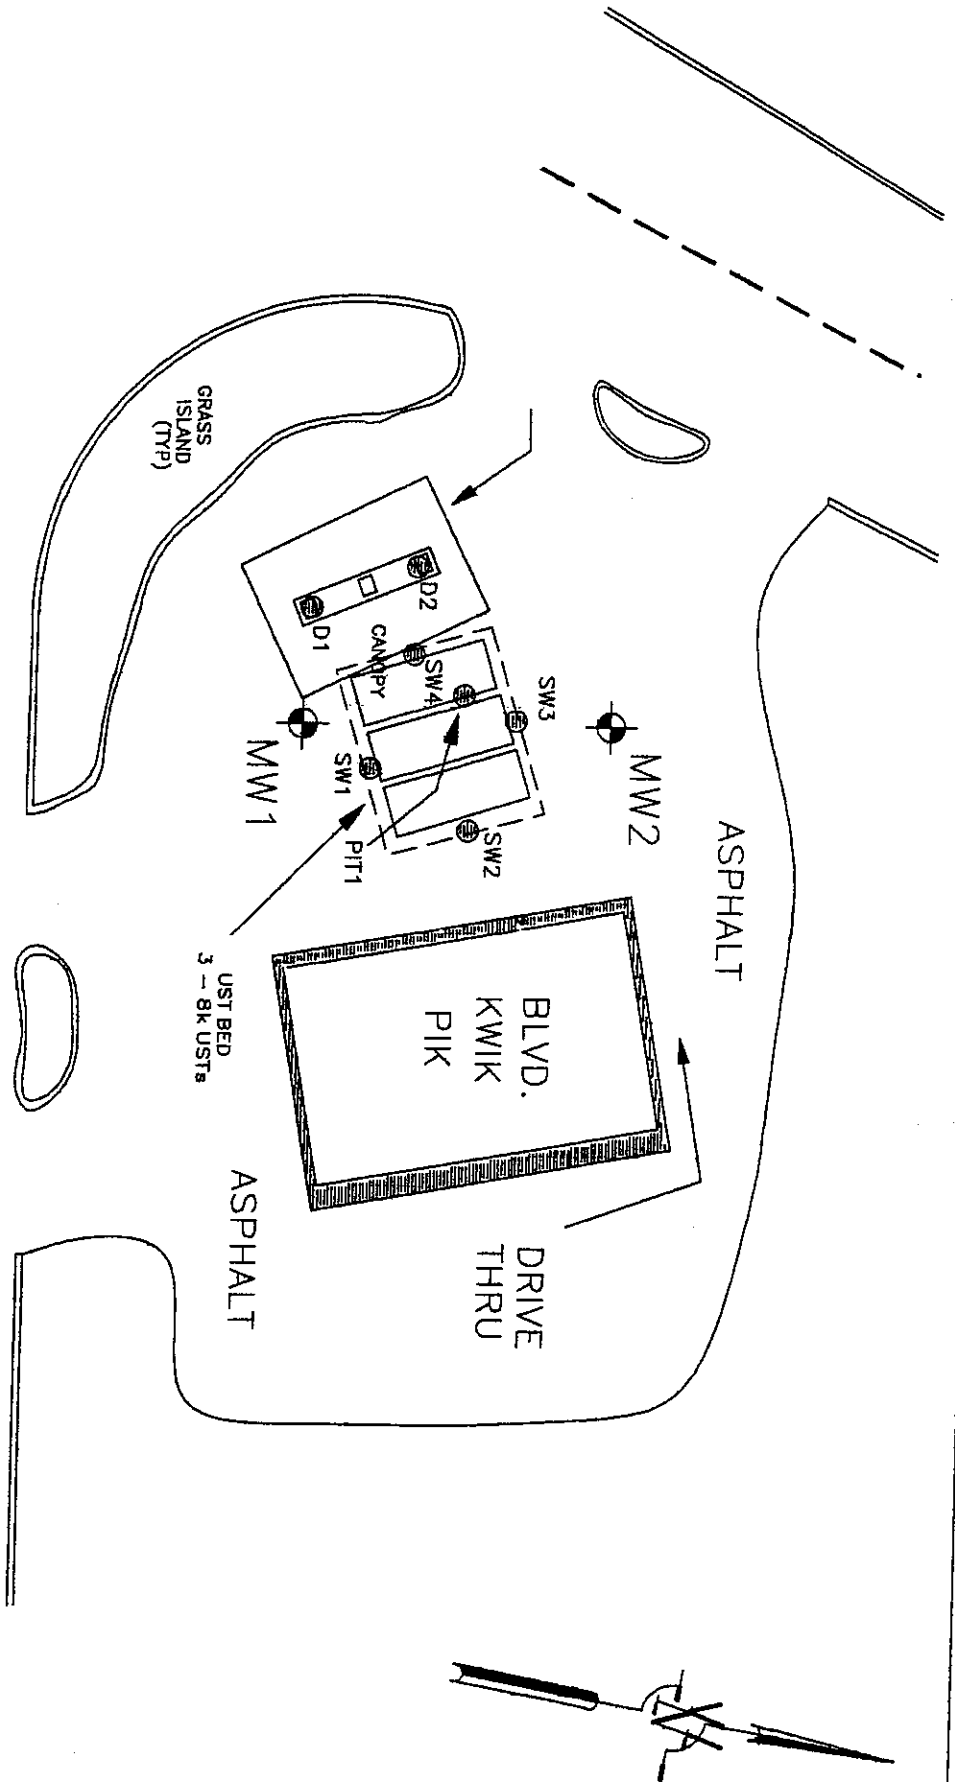 GRASS
ISLAND
(TYP)
D2
D1
CANOPY
SW4
SW3
SW1
SW2
PIT1
MW1
MW2
ASPHALT
UST BED
3 – 8k USTs
BLVD.
KWIK
PIK
ASPHALT
DRIVE
THRU
N